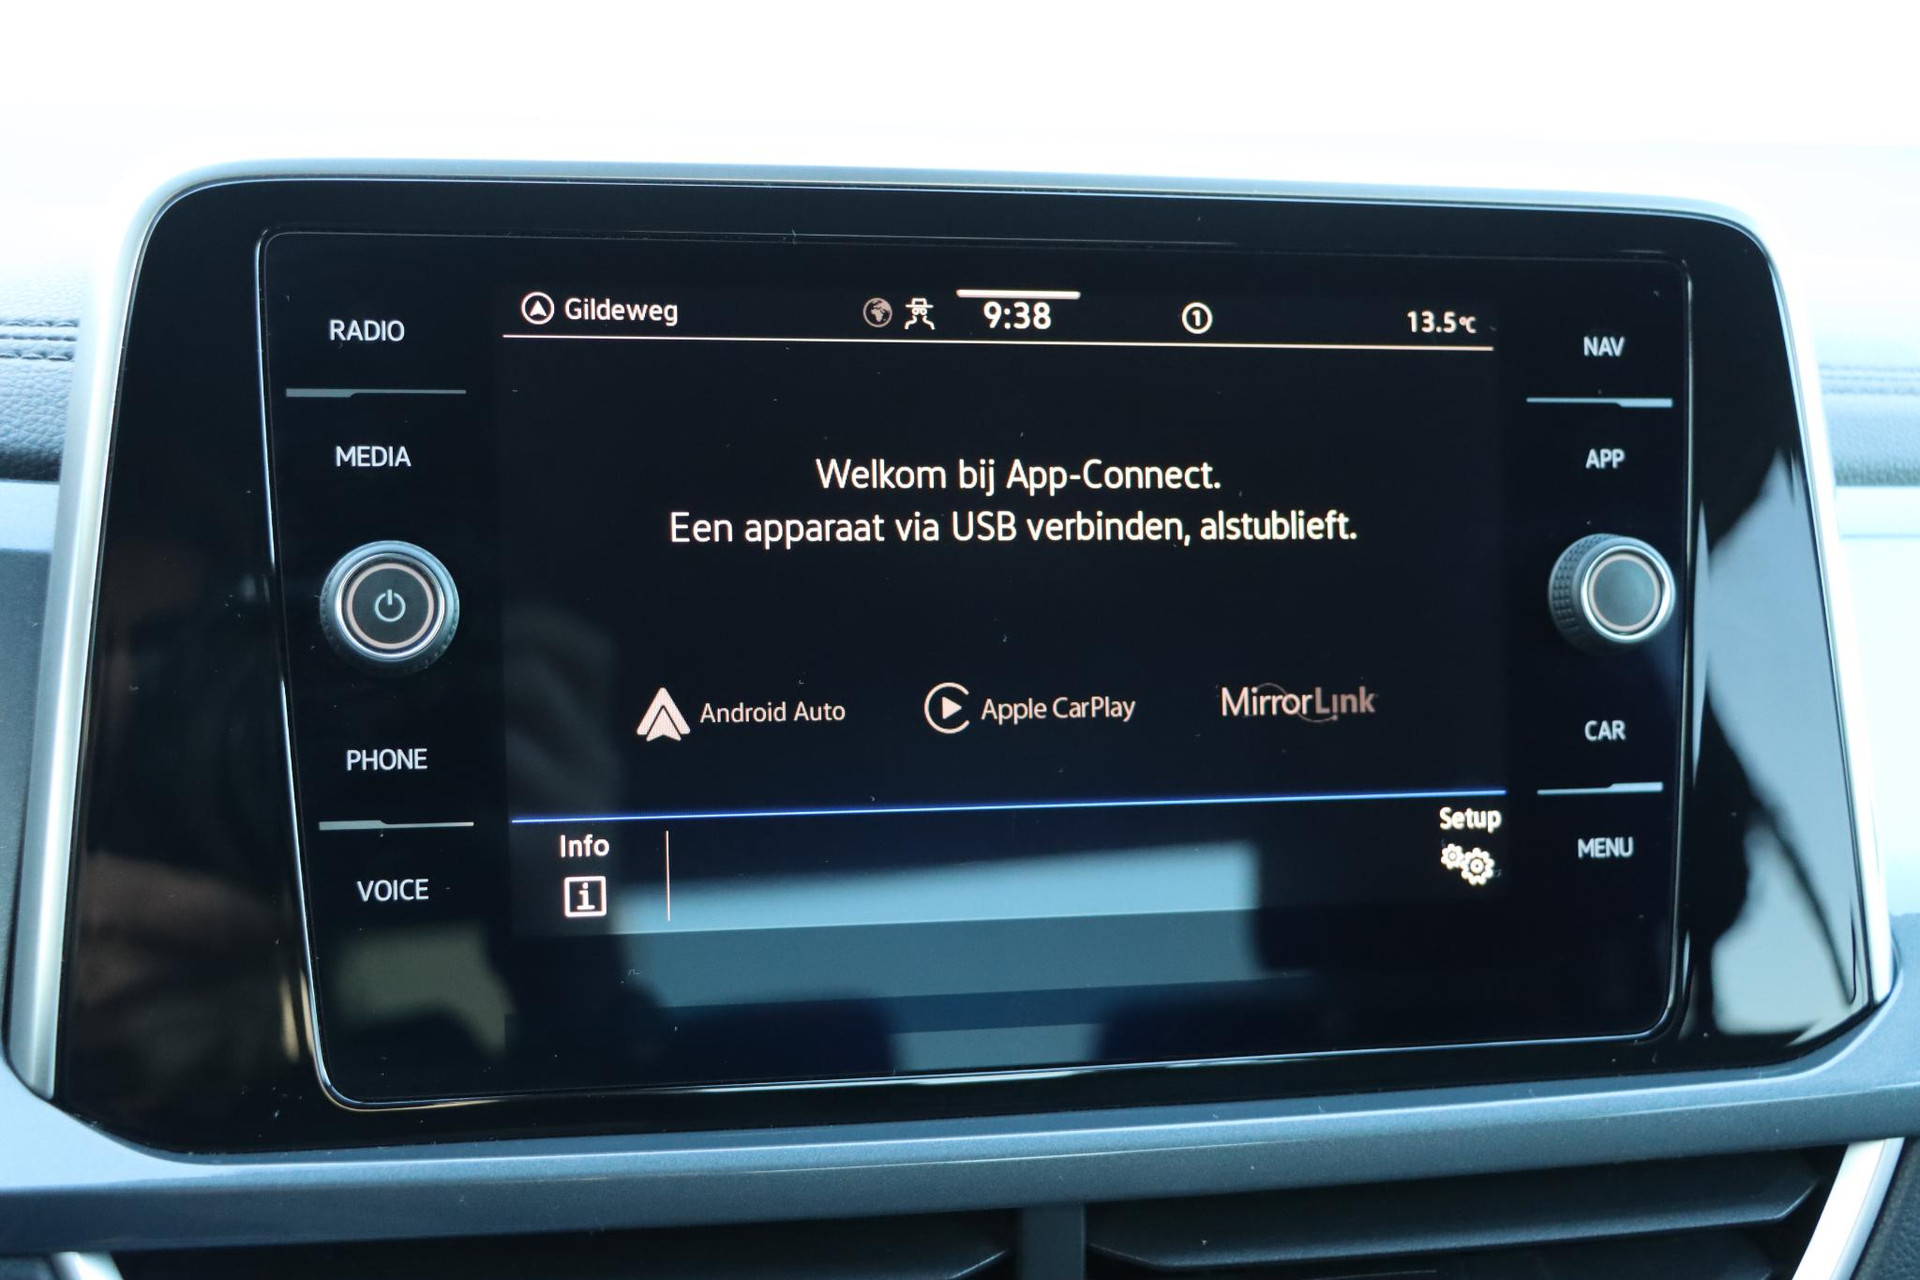 Gildeweg 9:38 1 13.5°C
RADIO
MEDIA
PHONE
VOICE
Welkom bij App-Connect.
Een apparaat via USB verbinden, alstublieft.
Android Auto Apple CarPlay MirrorLink
Info
i
Setup
NAV
APP
CAR
MENU